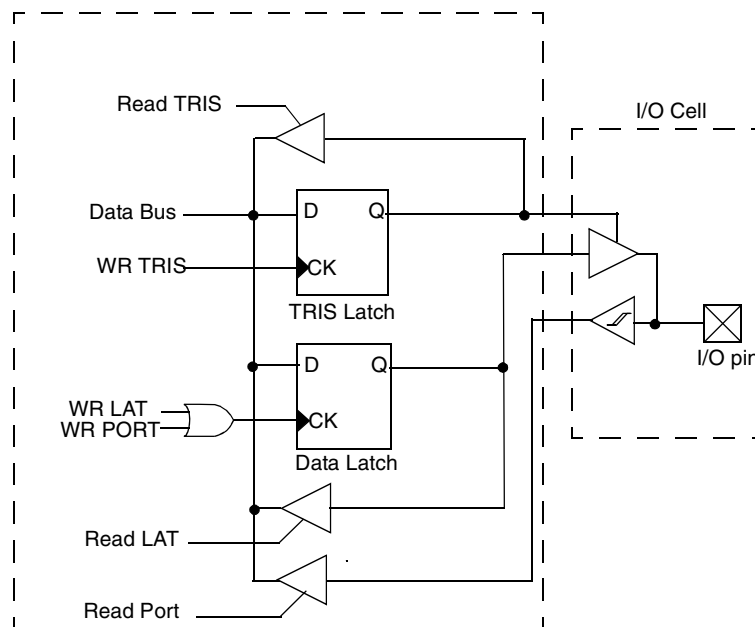 I/O Cell
Read TRIS
Data Bus
D
Q
WR TRIS
CK
TRIS Latch
I/O pin
D
Q
WR LAT
WR PORT
CK
Data Latch
Read LAT
Read Port